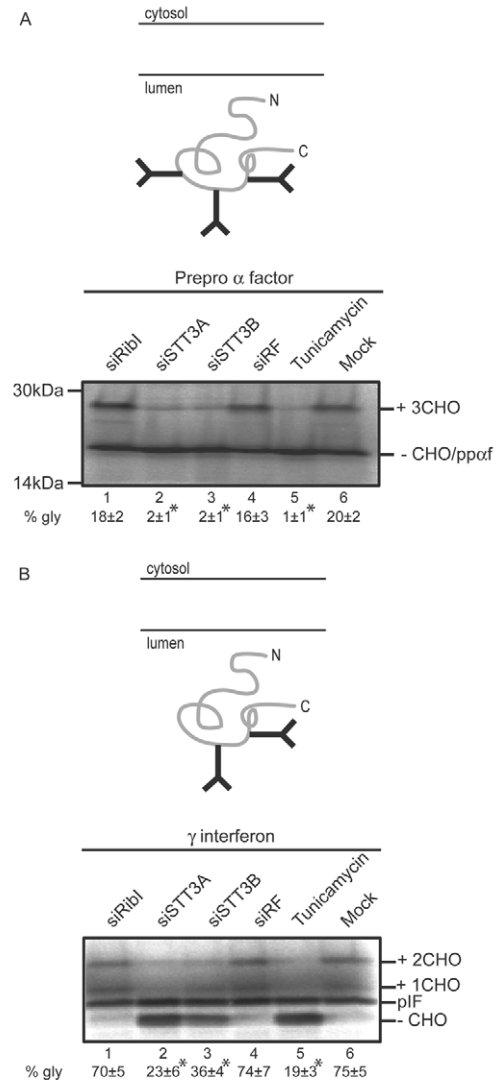 A
cytosol
lumen
N
C
Prepro α factor
siRibI siSTT3A siSTT3B siRF Tunicamycin Mock
30kDa
+ 3CHO
- CHO/ppαf
14kDa
1 2 3 4 5 6
% gly 18±2 2±1* 2±1* 16±3 1±1* 20±2
B
cytosol
lumen
N
C
γ interferon
siRibI siSTT3A siSTT3B siRF Tunicamycin Mock
+ 2CHO
+ 1CHO
pIF
- CHO
1 2 3 4 5 6
% gly 70±5 23±6* 36±4* 74±7 19±3* 75±5